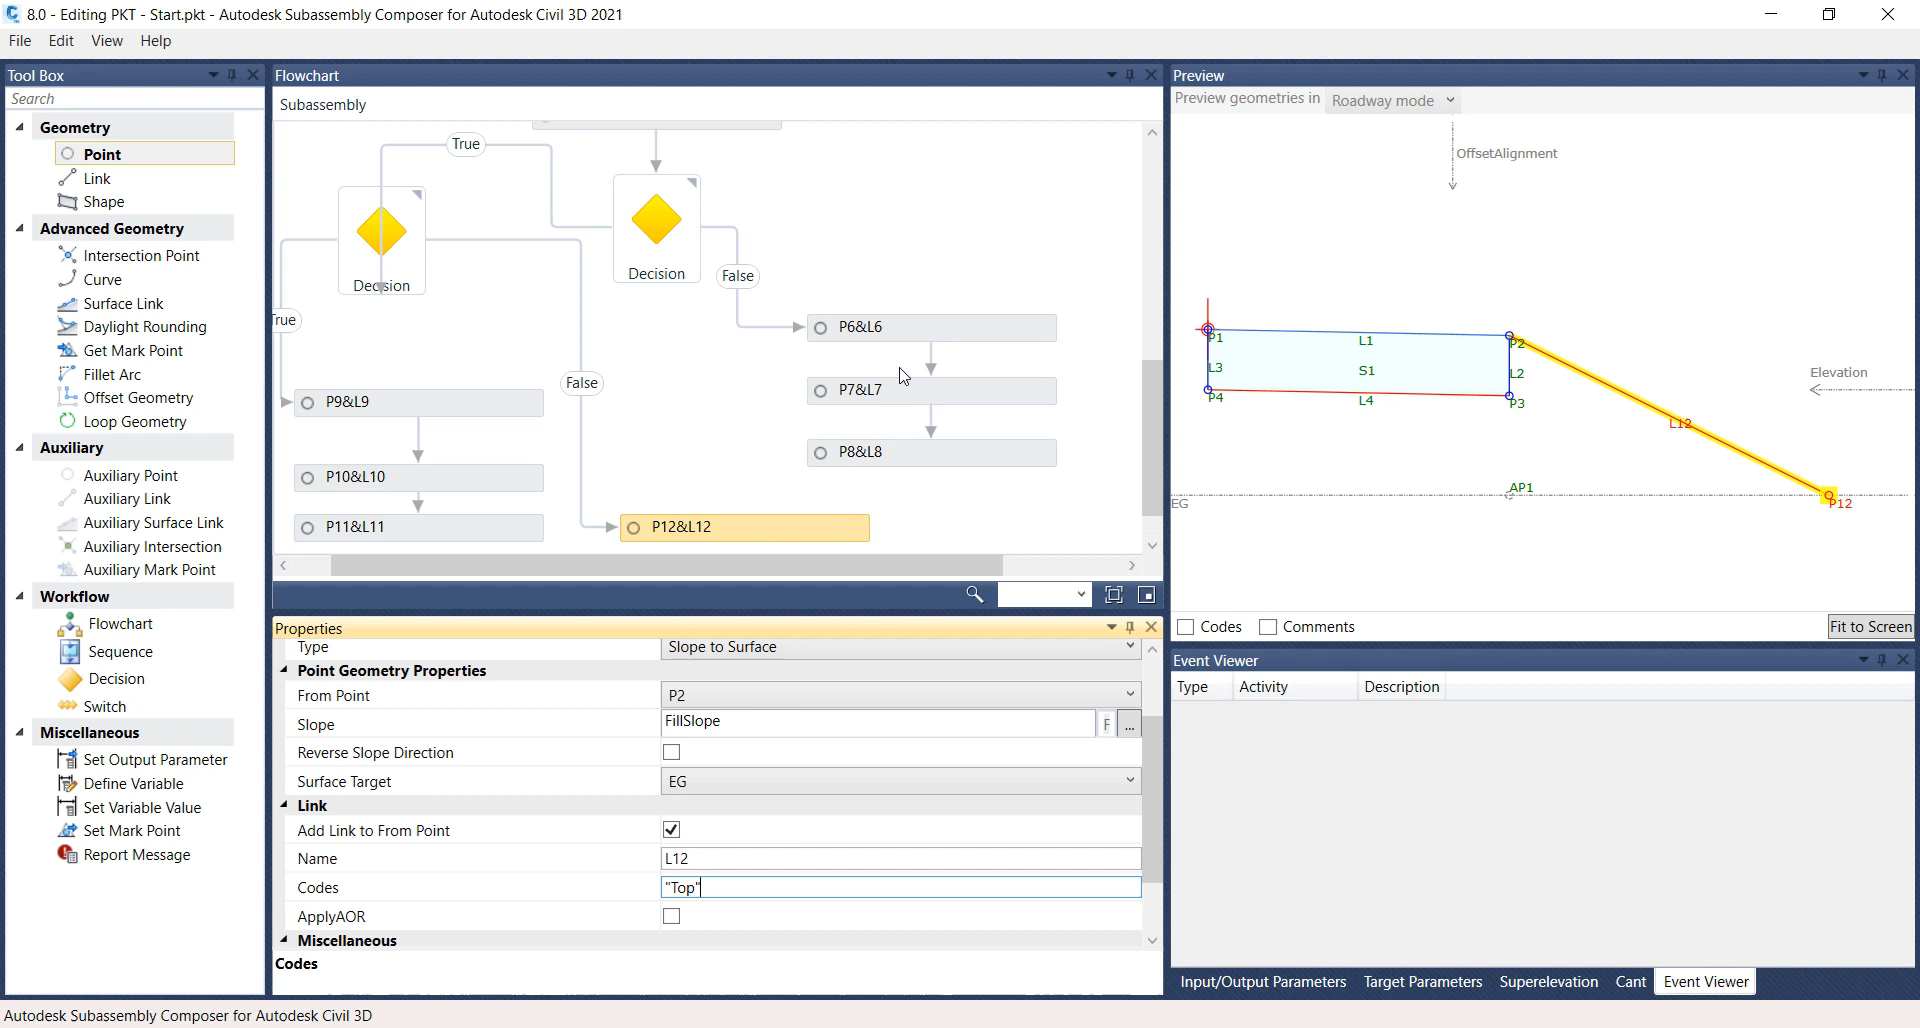 8.0 - Editing PKT - Start.pkt - Autodesk Subassembly Composer for Autodesk Civil 3D 2021
File Edit View Help
Tool Box
Search
Geometry
Point
Link
Shape
Advanced Geometry
Intersection Point
Curve
Surface Link
Daylight Rounding
Get Mark Point
Fillet Arc
Offset Geometry
Loop Geometry
Auxiliary
Auxiliary Point
Auxiliary Link
Auxiliary Surface Link
Auxiliary Intersection
Auxiliary Mark Point
Workflow
Flowchart
Sequence
Decision
Switch
Miscellaneous
Set Output Parameter
Define Variable
Set Variable Value
Set Mark Point
Report Message
Flowchart
Subassembly
True
Decision
Decision
False
True
False
P6&L6
P7&L7
P8&L8
P9&L9
P10&L10
P11&L11
P12&L12
Properties
Type Slope to Surface
Point Geometry Properties
From Point P2
Slope FillSlope F ...
Reverse Slope Direction
Surface Target EG
Link
Add Link to From Point
Name L12
Codes "Top"
ApplyAOR
Miscellaneous
Codes
Preview
Preview geometries in Roadway mode
OffsetAlignment
P1 L1 P2
L3 S1 L2
P4 L4 P3
Elevation
L12
AP1
EG P12
Codes Comments Fit to Screen
Event Viewer
Type Activity Description
Input/Output Parameters Target Parameters Superelevation Cant Event Viewer
Autodesk Subassembly Composer for Autodesk Civil 3D